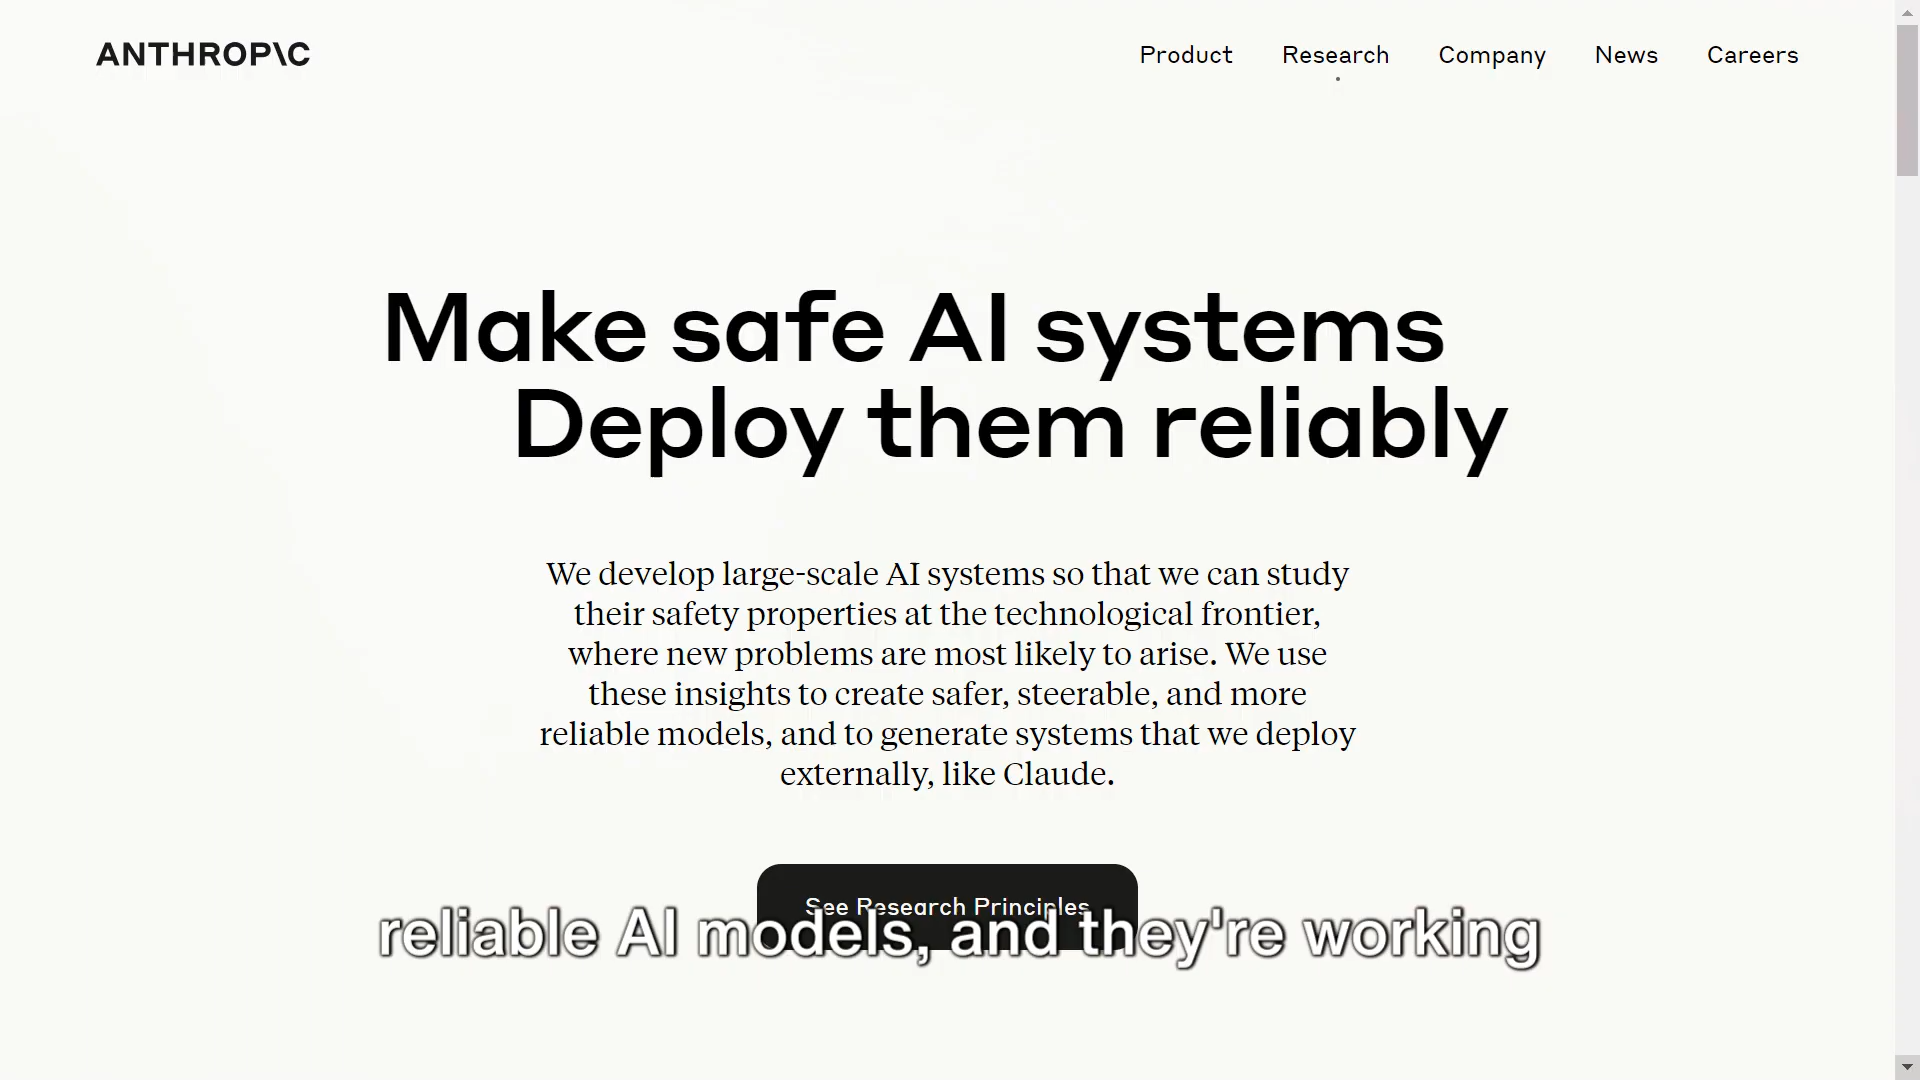 ANTHROP\C
Product Research Company News Careers
Make safe AI systems
Deploy them reliably
We develop large-scale AI systems so that we can study
their safety properties at the technological frontier,
where new problems are most likely to arise. We use
these insights to create safer, steerable, and more
reliable models, and to generate systems that we deploy
externally, like Claude.
See Research Principles
reliable AI models, and they're working